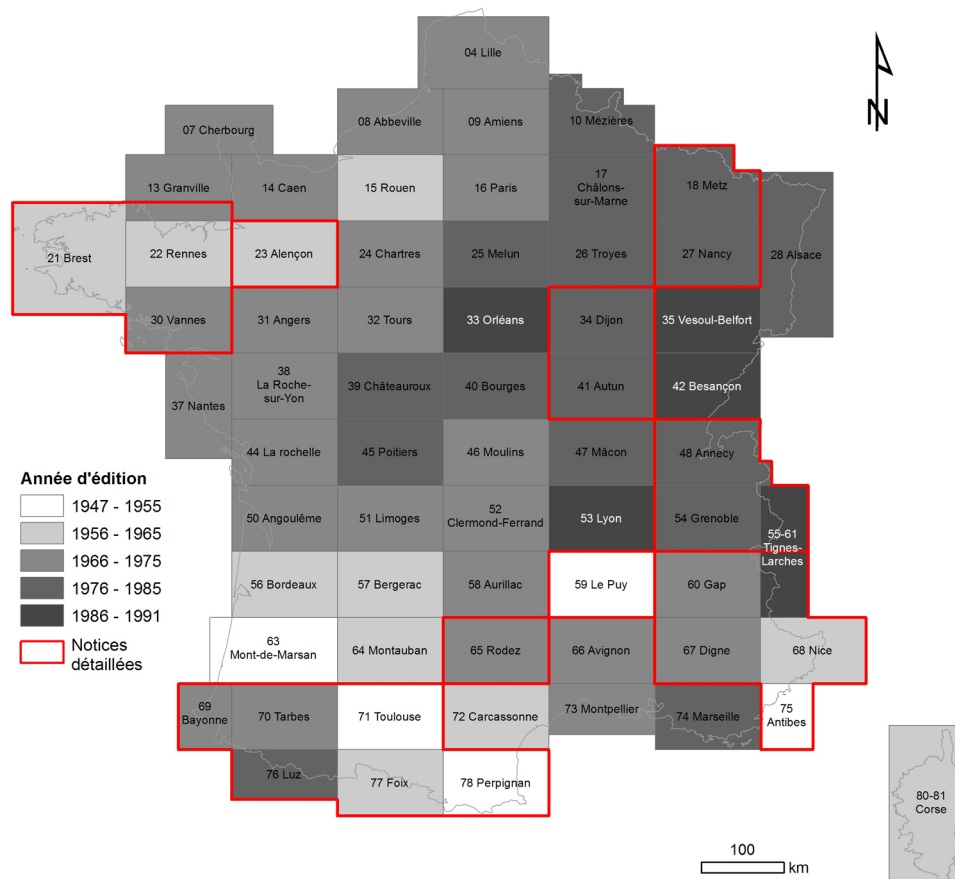 04 Lille
N
07 Cherbourg
08 Abbeville
09 Amiens
10 Mézières
13 Granville
14 Caen
15 Rouen
16 Paris
17
Châlons-
sur-Marne
18 Metz
21 Brest
22 Rennes
23 Alençon
24 Chartres
25 Melun
26 Troyes
27 Nancy
28 Alsace
30 Vannes
31 Angers
32 Tours
33 Orléans
34 Dijon
35 Vesoul-Belfort
37 Nantes
38
La Roche-
sur-Yon
39 Châteauroux
40 Bourges
41 Autun
42 Besançon
44 La rochelle
45 Poitiers
46 Moulins
47 Mâcon
48 Annecy
50 Angoulême
51 Limoges
52
Clermond-Ferrand
53 Lyon
54 Grenoble
55-61
Tignes-
Larches
56 Bordeaux
57 Bergerac
58 Aurillac
59 Le Puy
60 Gap
63
Mont-de-Marsan
64 Montauban
65 Rodez
66 Avignon
67 Digne
68 Nice
69
Bayonne
70 Tarbes
71 Toulouse
72 Carcassonne
73 Montpellier
74 Marseille
75
Antibes
76 Luz
77 Foix
78 Perpignan
80-81
Corse
Année d'édition
1947 - 1955
1956 - 1965
1966 - 1975
1976 - 1985
1986 - 1991
Notices
détaillées
100
km